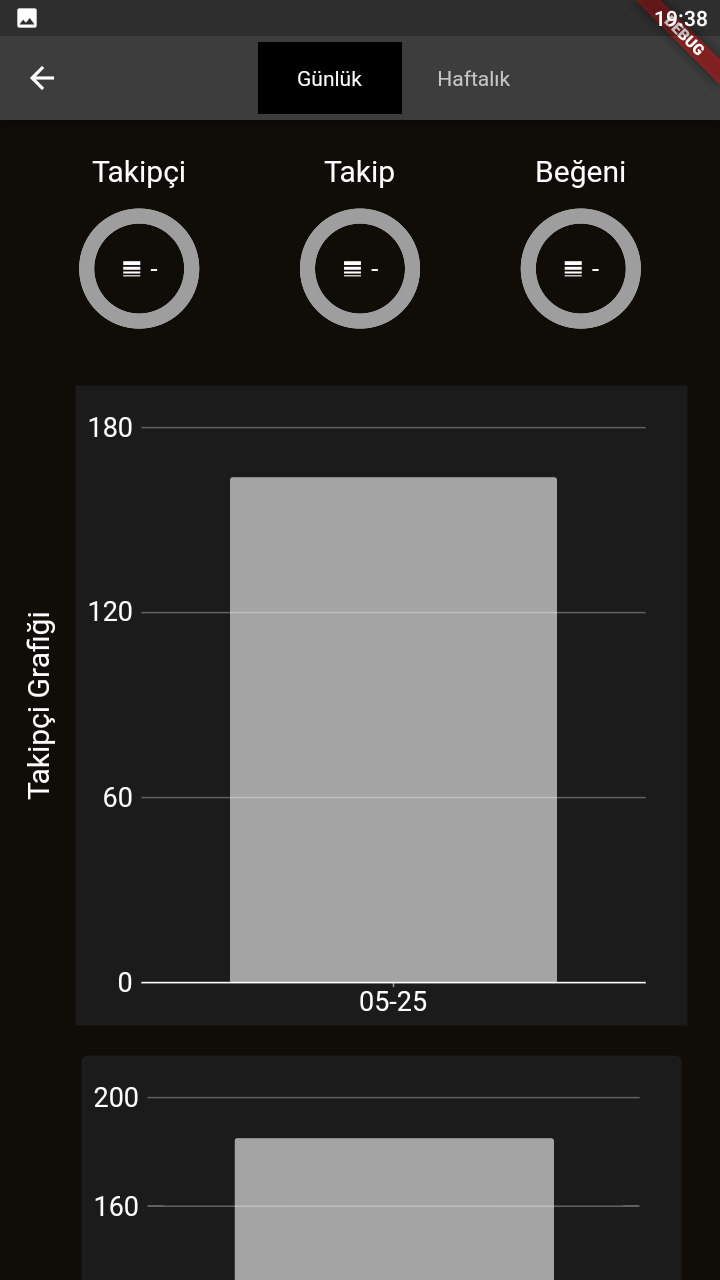 19:38
DEBUG
Günlük
Haftalık
Takipçi
Takip
Beğeni
-
-
-
Takipçi Grafiği
180
120
60
0
05-25
200
160